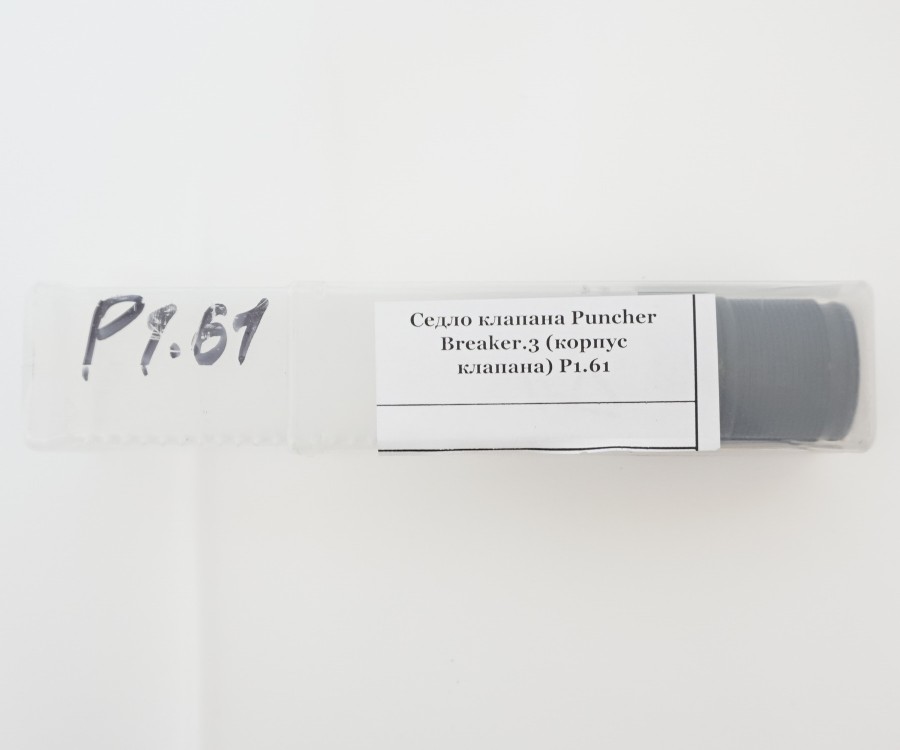 P1.61
Седло клапана Puncher
Breaker.3 (корпус
клапана) P1.61